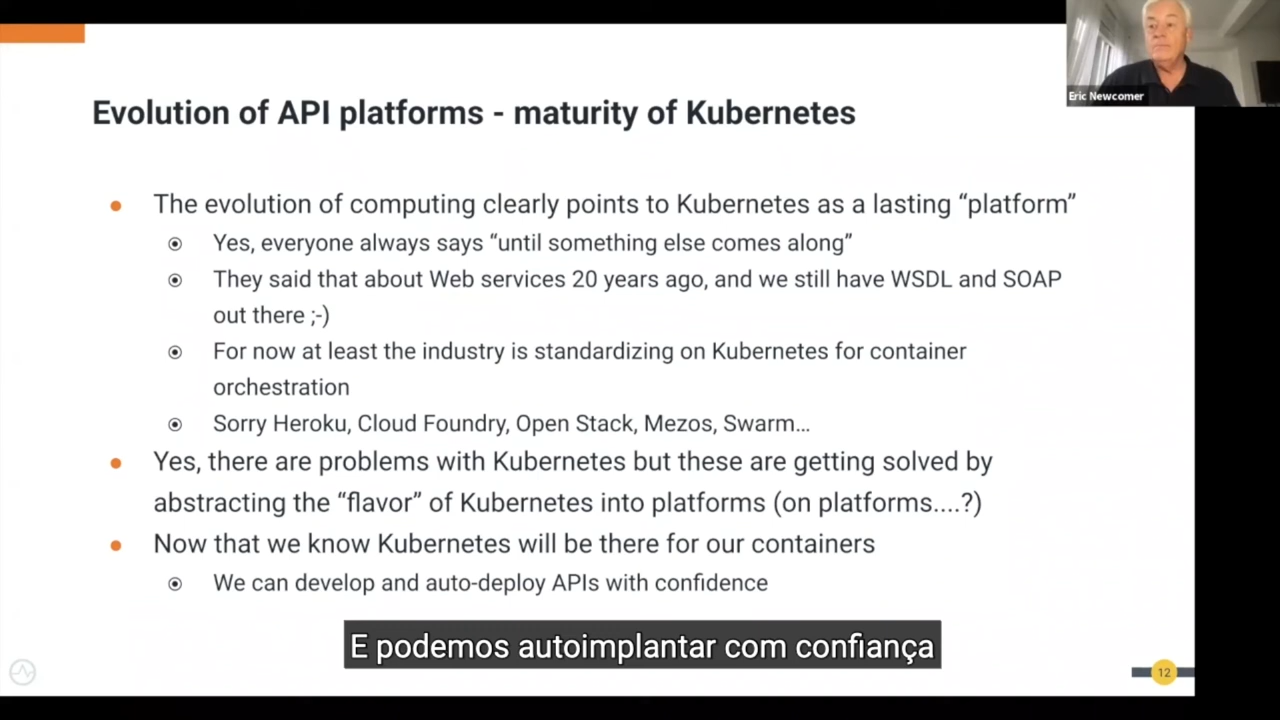 Eric Newcomer
Evolution of API platforms - maturity of Kubernetes
The evolution of computing clearly points to Kubernetes as a lasting “platform”
Yes, everyone always says “until something else comes along”
They said that about Web services 20 years ago, and we still have WSDL and SOAP
out there ;-)
For now at least the industry is standardizing on Kubernetes for container
orchestration
Sorry Heroku, Cloud Foundry, Open Stack, Mezos, Swarm...
Yes, there are problems with Kubernetes but these are getting solved by
abstracting the “flavor” of Kubernetes into platforms (on platforms....?)
Now that we know Kubernetes will be there for our containers
We can develop and auto-deploy APIs with confidence
E podemos autoimplantar com confiança
12